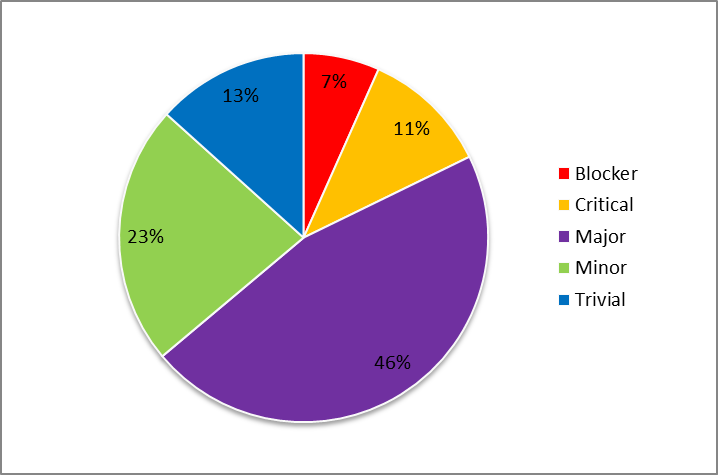 7%
11%
46%
23%
13%
Blocker
Critical
Major
Minor
Trivial